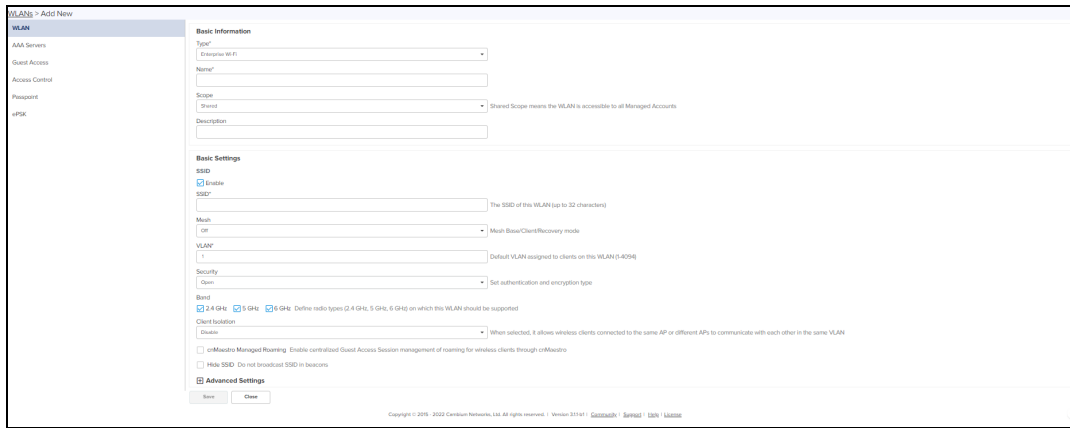 WLANs > Add New
WLAN
AAA Servers
Guest Access
Access Control
Passpoint
ePSK
Basic Information
Type*
Enterprise Wi-Fi
Name*
Scope
Shared
Shared Scope means the WLAN is accessible to all Managed Accounts
Description
Basic Settings
SSID
Enable
SSID*
The SSID of this WLAN (up to 32 characters)
Mesh
Off
Mesh Base/Client/Recovery mode
VLAN*
1
Default VLAN assigned to clients on this WLAN (1-4094)
Security
Open
Set authentication and encryption type
Band
2.4 GHz 5 GHz 6 GHz Define radio types (2.4 GHz, 5 GHz, 6 GHz) on which this WLAN should be supported
Client Isolation
Disable
When selected, it allows wireless clients connected to the same AP or different APs to communicate with each other in the same VLAN
cnMaestro Managed Roaming Enable centralized Guest Access Session management of roaming for wireless clients through cnMaestro
Hide SSID Do not broadcast SSID in beacons
Advanced Settings
Save Close
Copyright © 2015 - 2022 Cambium Networks, Ltd. All rights reserved. | Version | Community | Support | Help | License